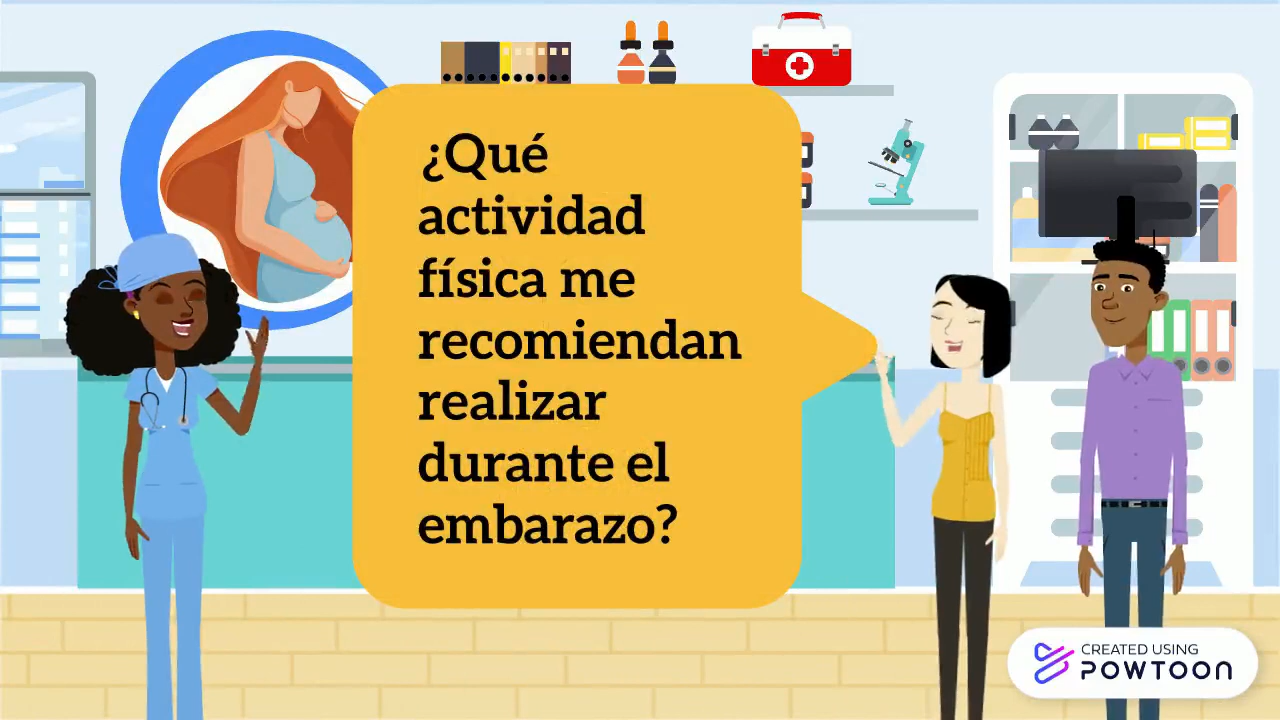 ¿Qué
actividad
física me
recomiendan
realizar
durante el
embarazo?
CREATED USING
POWTOON